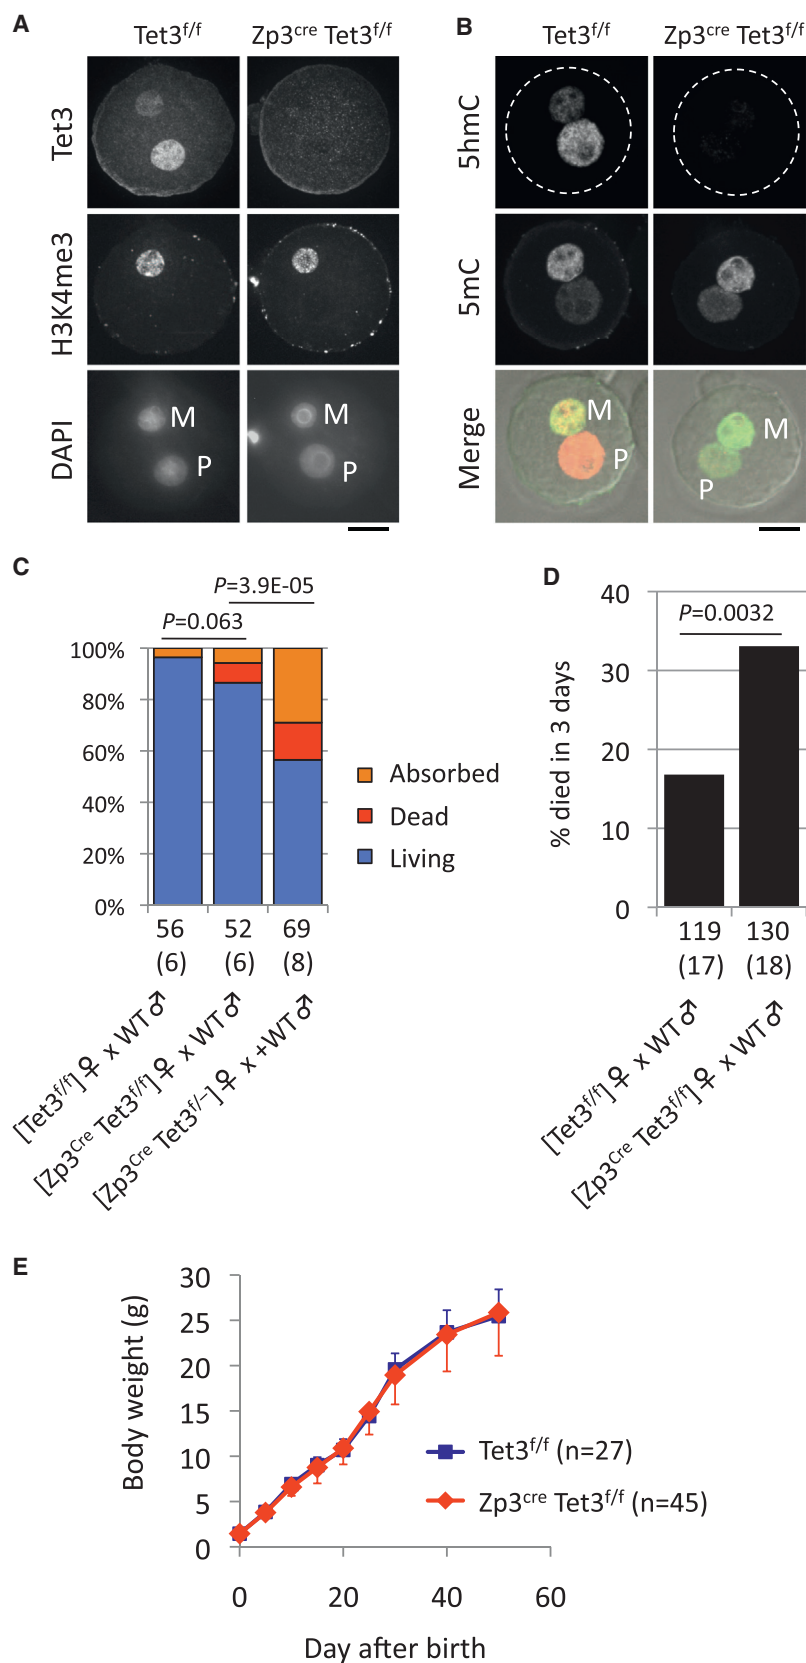 A
Tet3f/f
Zp3cre Tet3f/f
Tet3
H3K4me3
DAPI
M
P
M
P
B
Tet3f/f
Zp3cre Tet3f/f
5hmC
5mC
Merge
M
P
M
P
C
P=3.9E-05
P=0.063
100%
80%
60%
40%
20%
0%
Absorbed
Dead
Living
56
(6)
52
(6)
69
(8)
[Tet3f/f]♀ x WT♂
[Zp3Cre Tet3f/f]♀ x WT♂
[Zp3Cre Tet3f/−]♀ x +WT♂
D
P=0.0032
% died in 3 days
40
30
20
10
0
119
(17)
130
(18)
[Tet3f/f]♀ x WT♂
[Zp3Cre Tet3f/f]♀ x WT♂
E
Body weight (g)
30
25
20
15
10
5
0
Tet3f/f (n=27)
Zp3cre Tet3f/f (n=45)
0
20
40
60
Day after birth